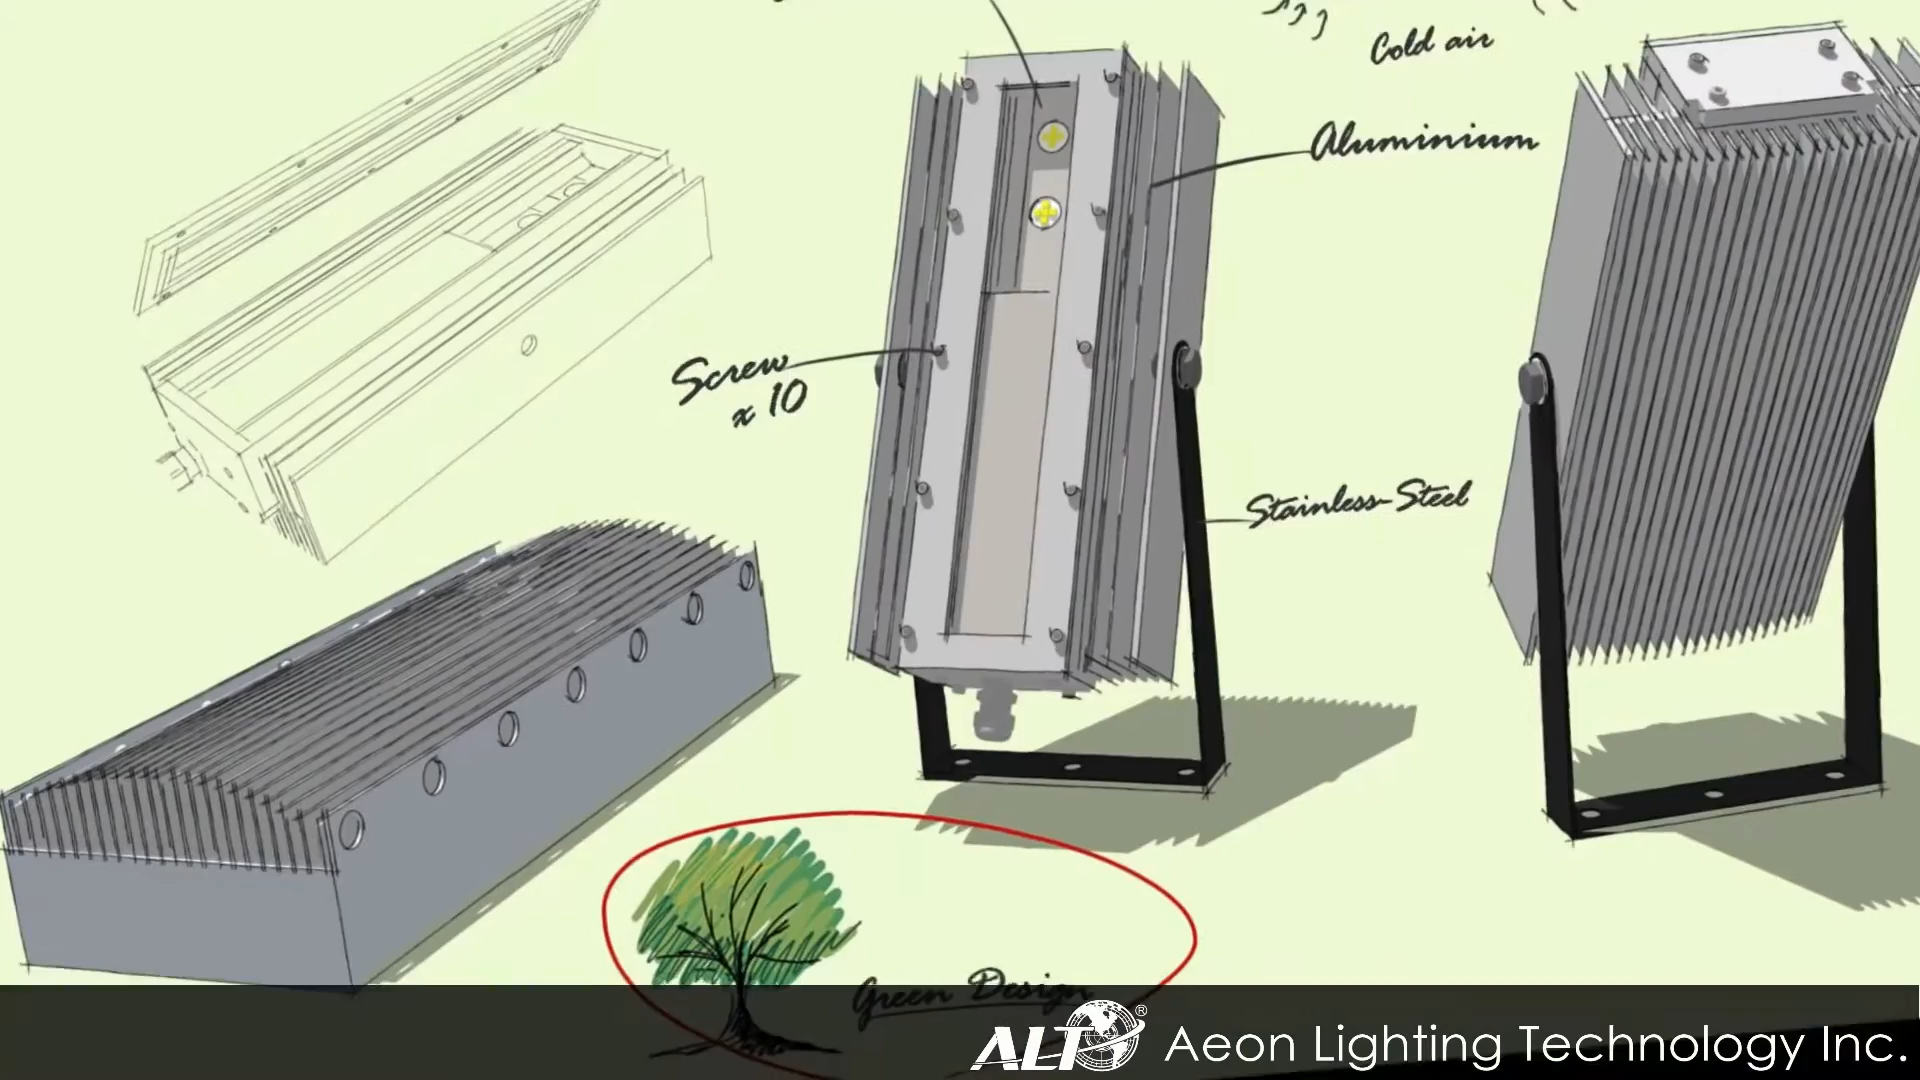 Cold air
Aluminium
Screw
x 10
Stainless-Steel
Green Design
ALT® Aeon Lighting Technology Inc.